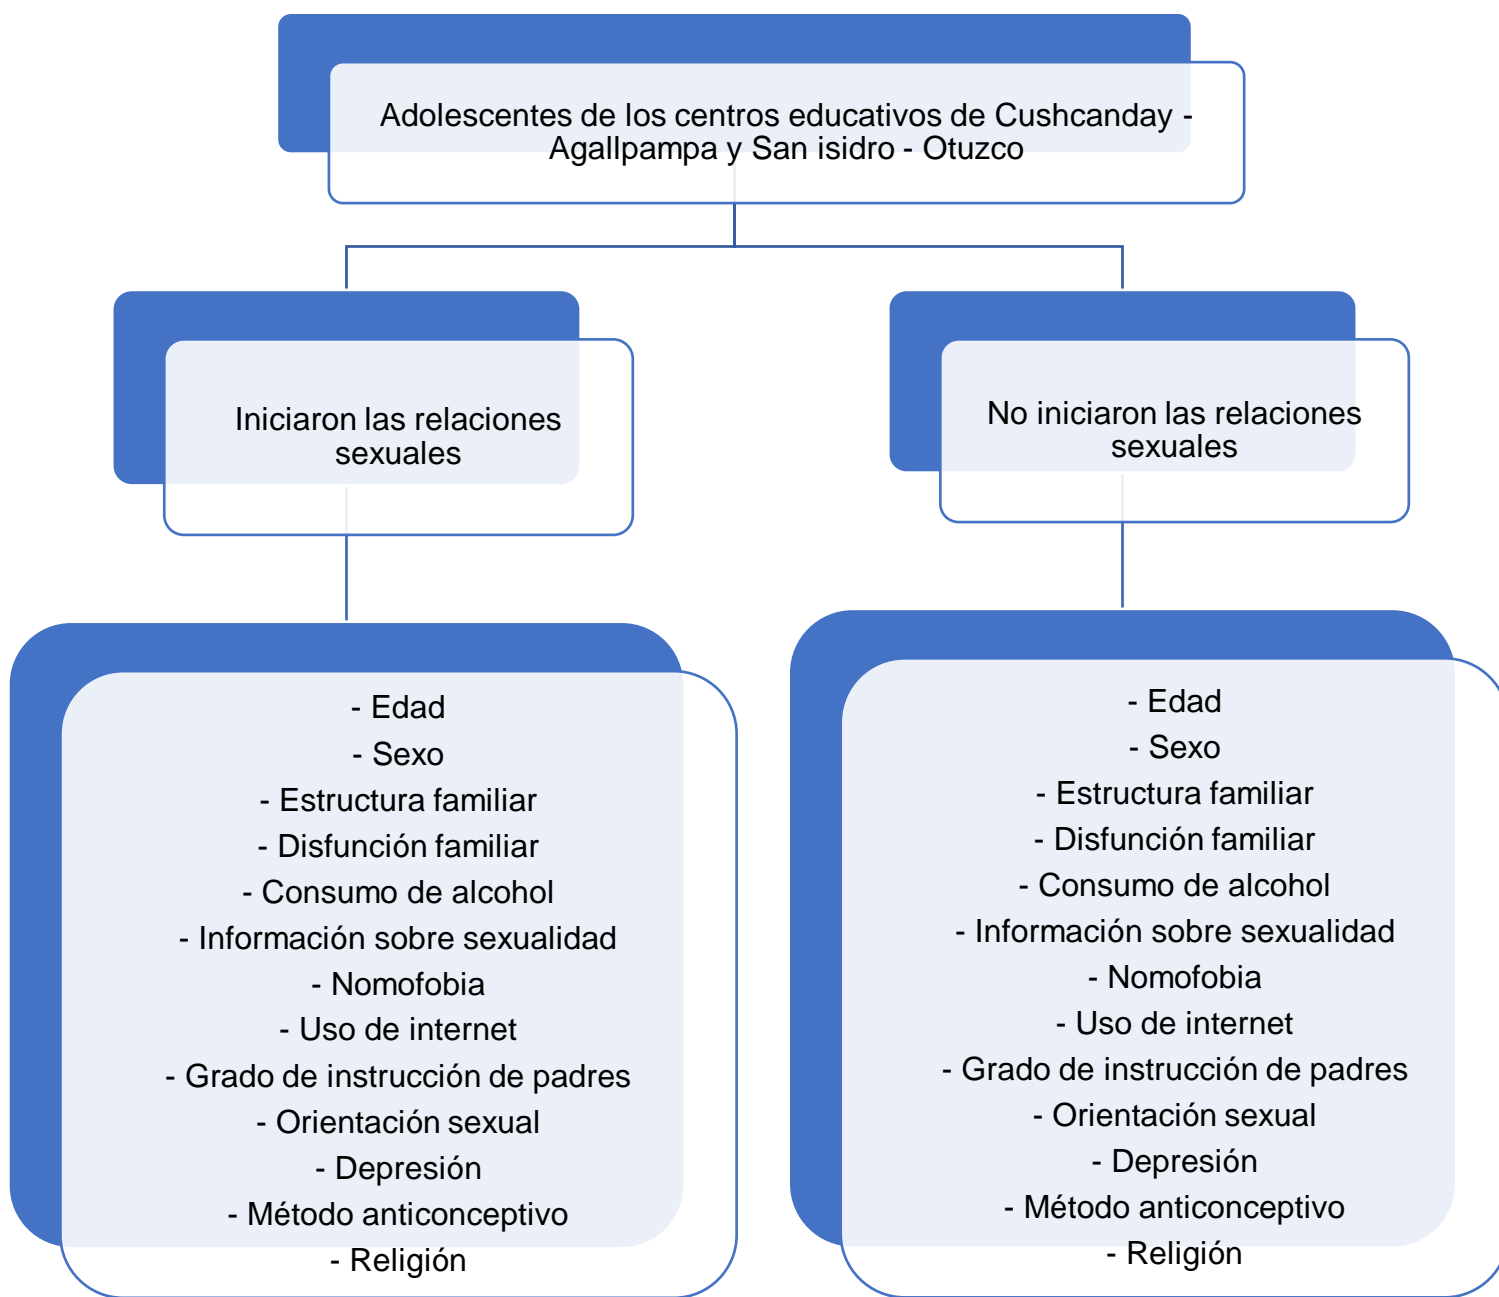 Adolescentes de los centros educativos de Cushcanday -
Agallpampa y San isidro - Otuzco
Iniciaron las relaciones
sexuales
No iniciaron las relaciones
sexuales
- Edad
- Sexo
- Estructura familiar
- Disfunción familiar
- Consumo de alcohol
- Información sobre sexualidad
- Nomofobia
- Uso de internet
- Grado de instrucción de padres
- Orientación sexual
- Depresión
- Método anticonceptivo
- Religión
- Edad
- Sexo
- Estructura familiar
- Disfunción familiar
- Consumo de alcohol
- Información sobre sexualidad
- Nomofobia
- Uso de internet
- Grado de instrucción de padres
- Orientación sexual
- Depresión
- Método anticonceptivo
- Religión